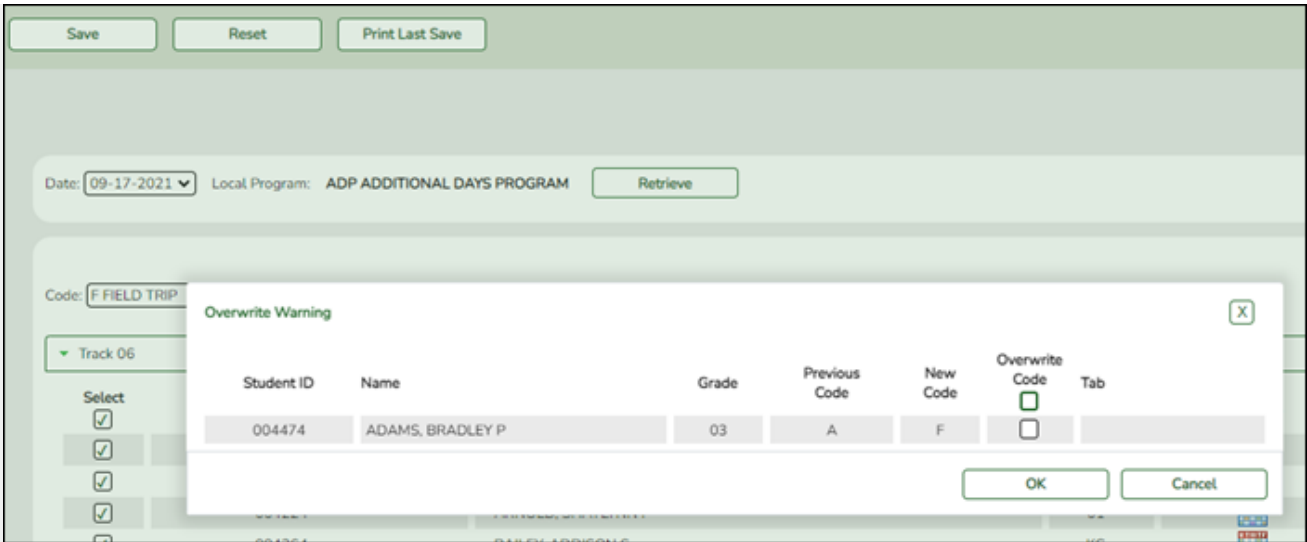 Save Reset Print Last Save
Date: 09-17-2021 Local Program: ADP ADDITIONAL DAYS PROGRAM Retrieve
Code: F FIELD TRIP
Overwrite Warning X
Track 06
Student ID Name Grade Previous Code New Code Overwrite Code Tab
Select
004474 ADAMS, BRADLEY P 03 A F
OK Cancel